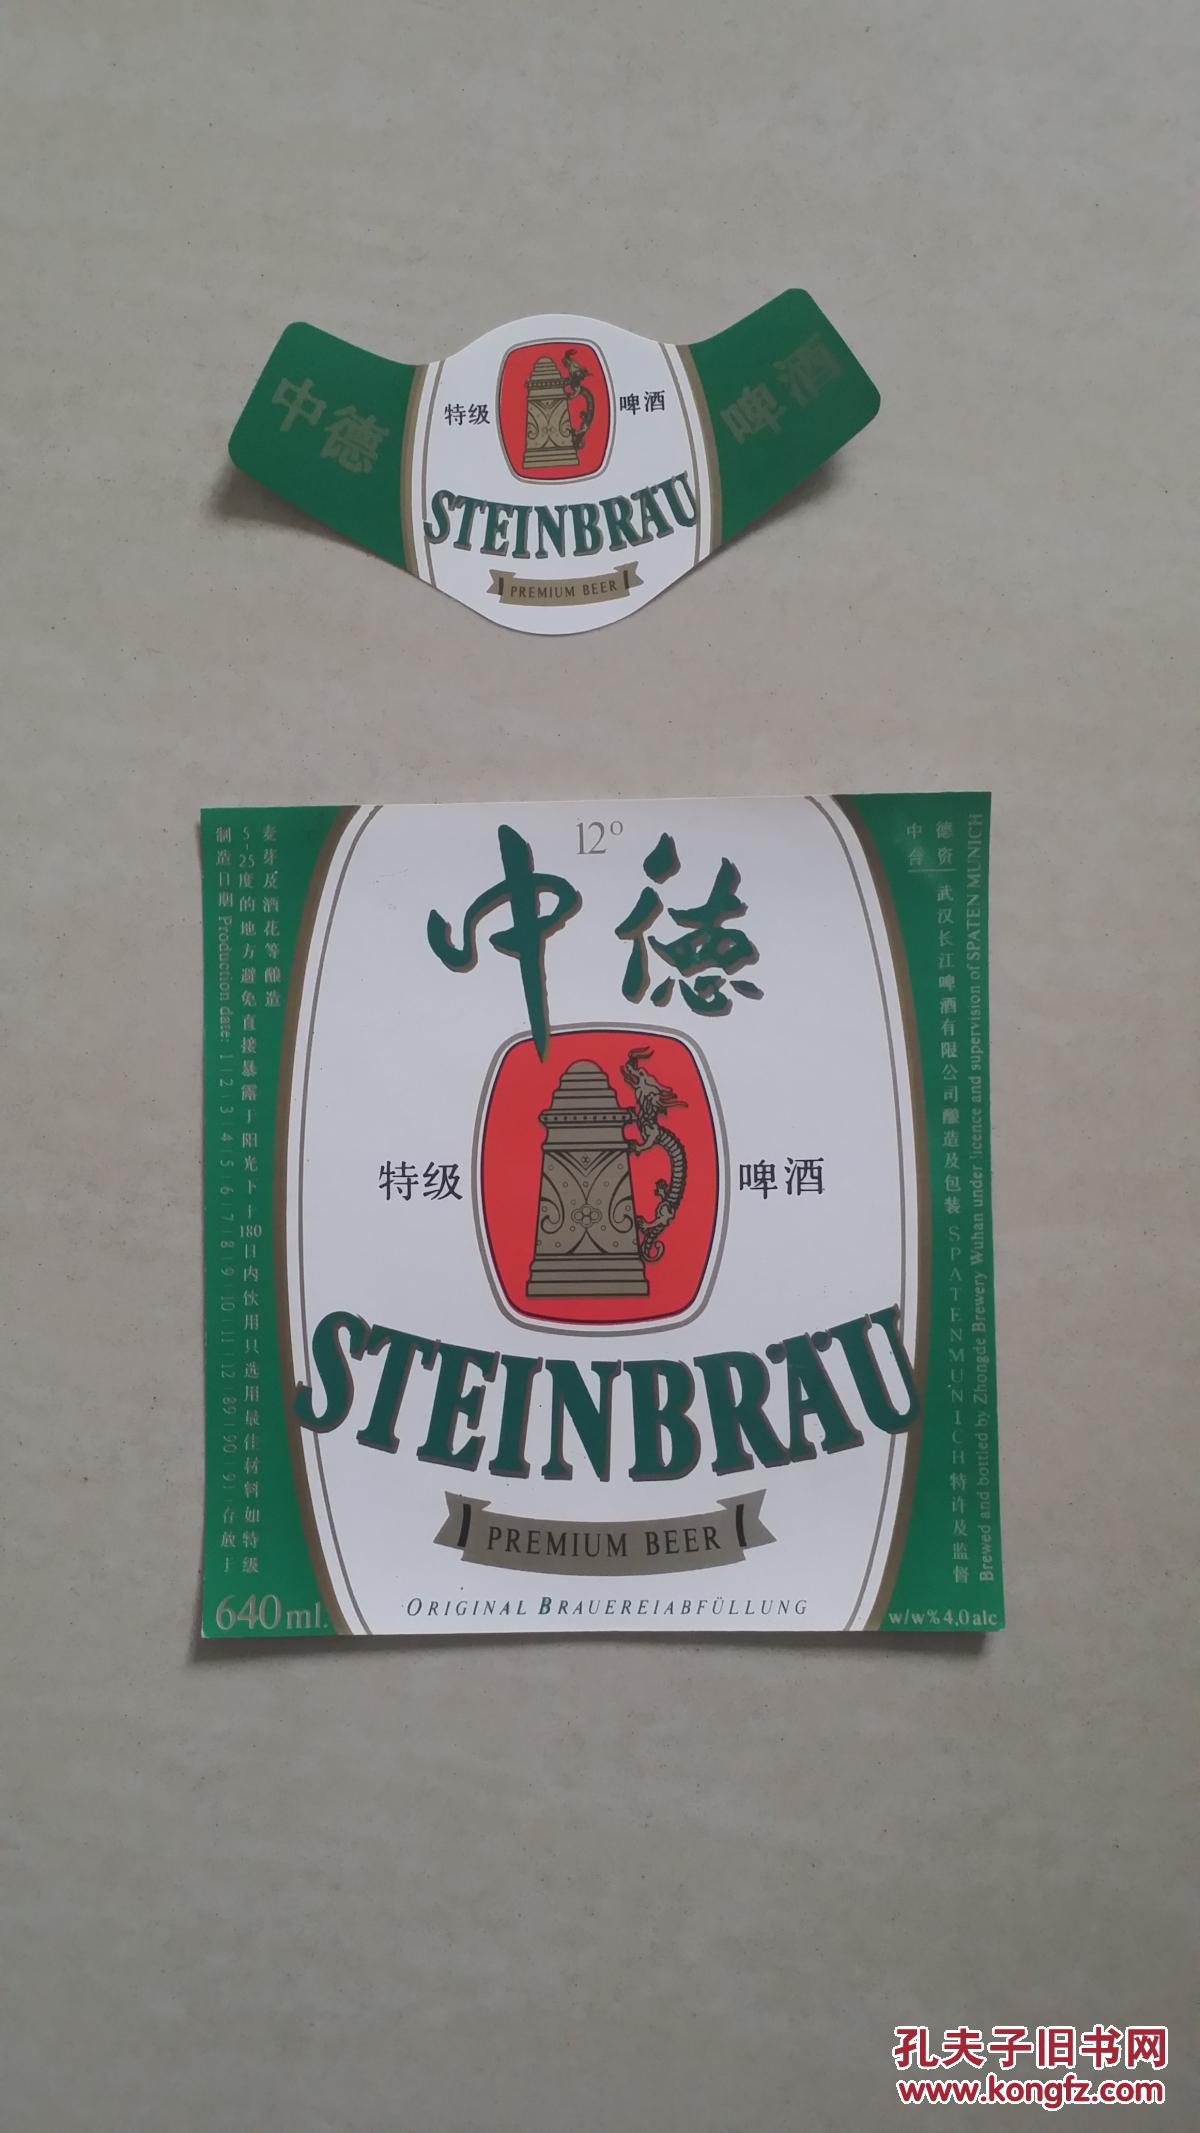 中德
特级
啤酒
啤酒
STEINBRÄU
PREMIUM BEER
12°
中德
特级
啤酒
STEINBRÄU
PREMIUM BEER
ORIGINAL BRAUEREIABFÜLLUNG
制造日期 Production date: 1-2-3-4-5-6-7-8-9-10-11-12-89-90-91-存放于
5-25度的地方避免直接暴露于阳光下于180日内饮用只选用最佳材料如特级
麦芽及酒花等酿造
640ml.
中德
合资
武汉长江啤酒有限公司酿造及包装 SPATEN MUNICH 特许及监督
Brewed and bottled by Zhongde Brewery Wuhan under licence and supervision of SPATEN MUNICH
w/w%4,0alc
孔夫子旧书网
www.kongfz.com